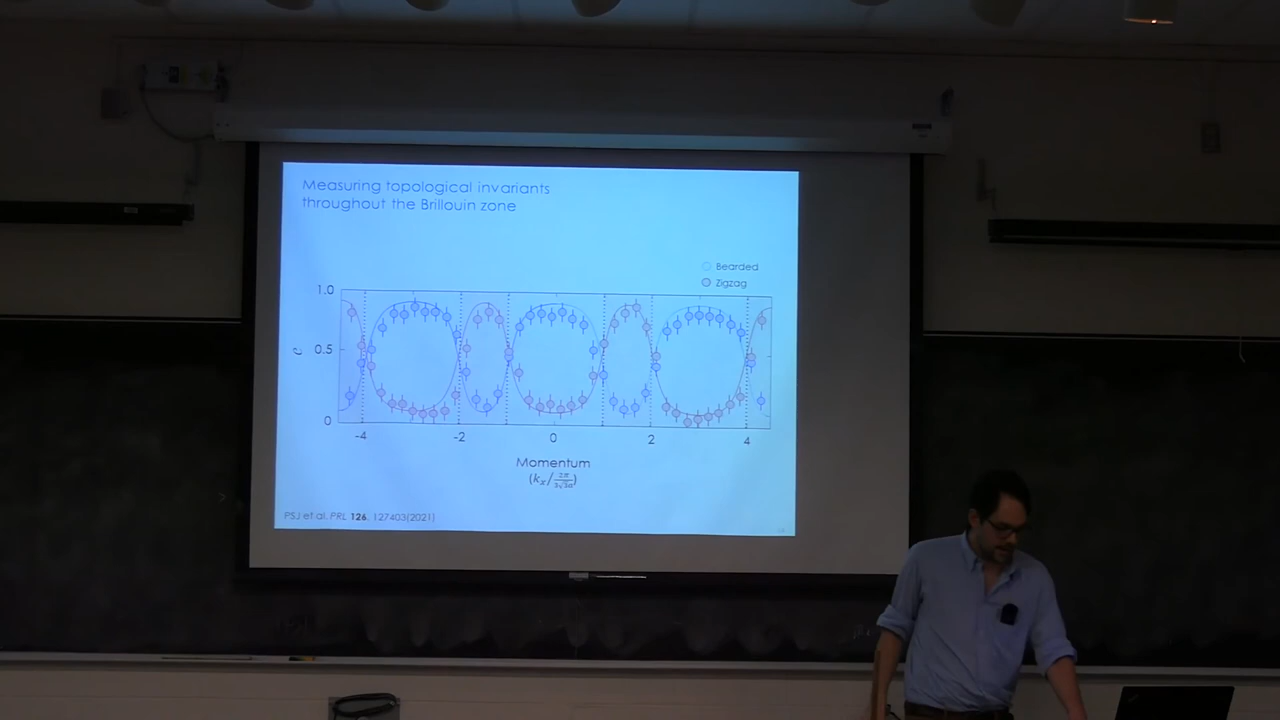 Measuring topological invariants
throughout the Brillouin zone
Bearded
Zigzag
1.0
0.5
0
-4
-2
0
2
4
Momentum
PSJ et al. PRL 126, 127403(2021)